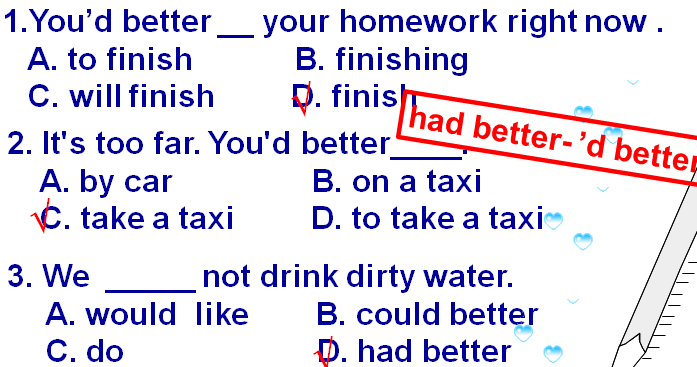 1.You’d better __ your homework right now .
A. to finish B. finishing
C. will finish D. finish
had better- ’d better
2. It's too far. You'd better____.
A. by car B. on a taxi
C. take a taxi D. to take a taxi
3. We _____ not drink dirty water.
A. would like B. could better
C. do D. had better